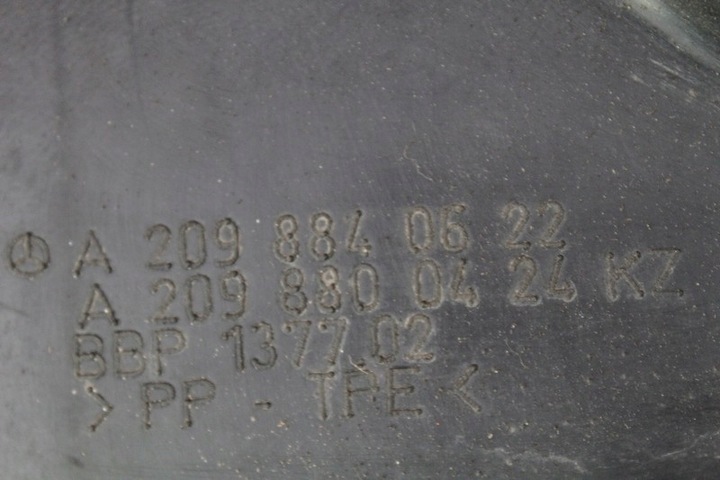 A 209 884 06 22
A 209 880 04 24 KZ
BBP 1377.02
> PP - TPE <